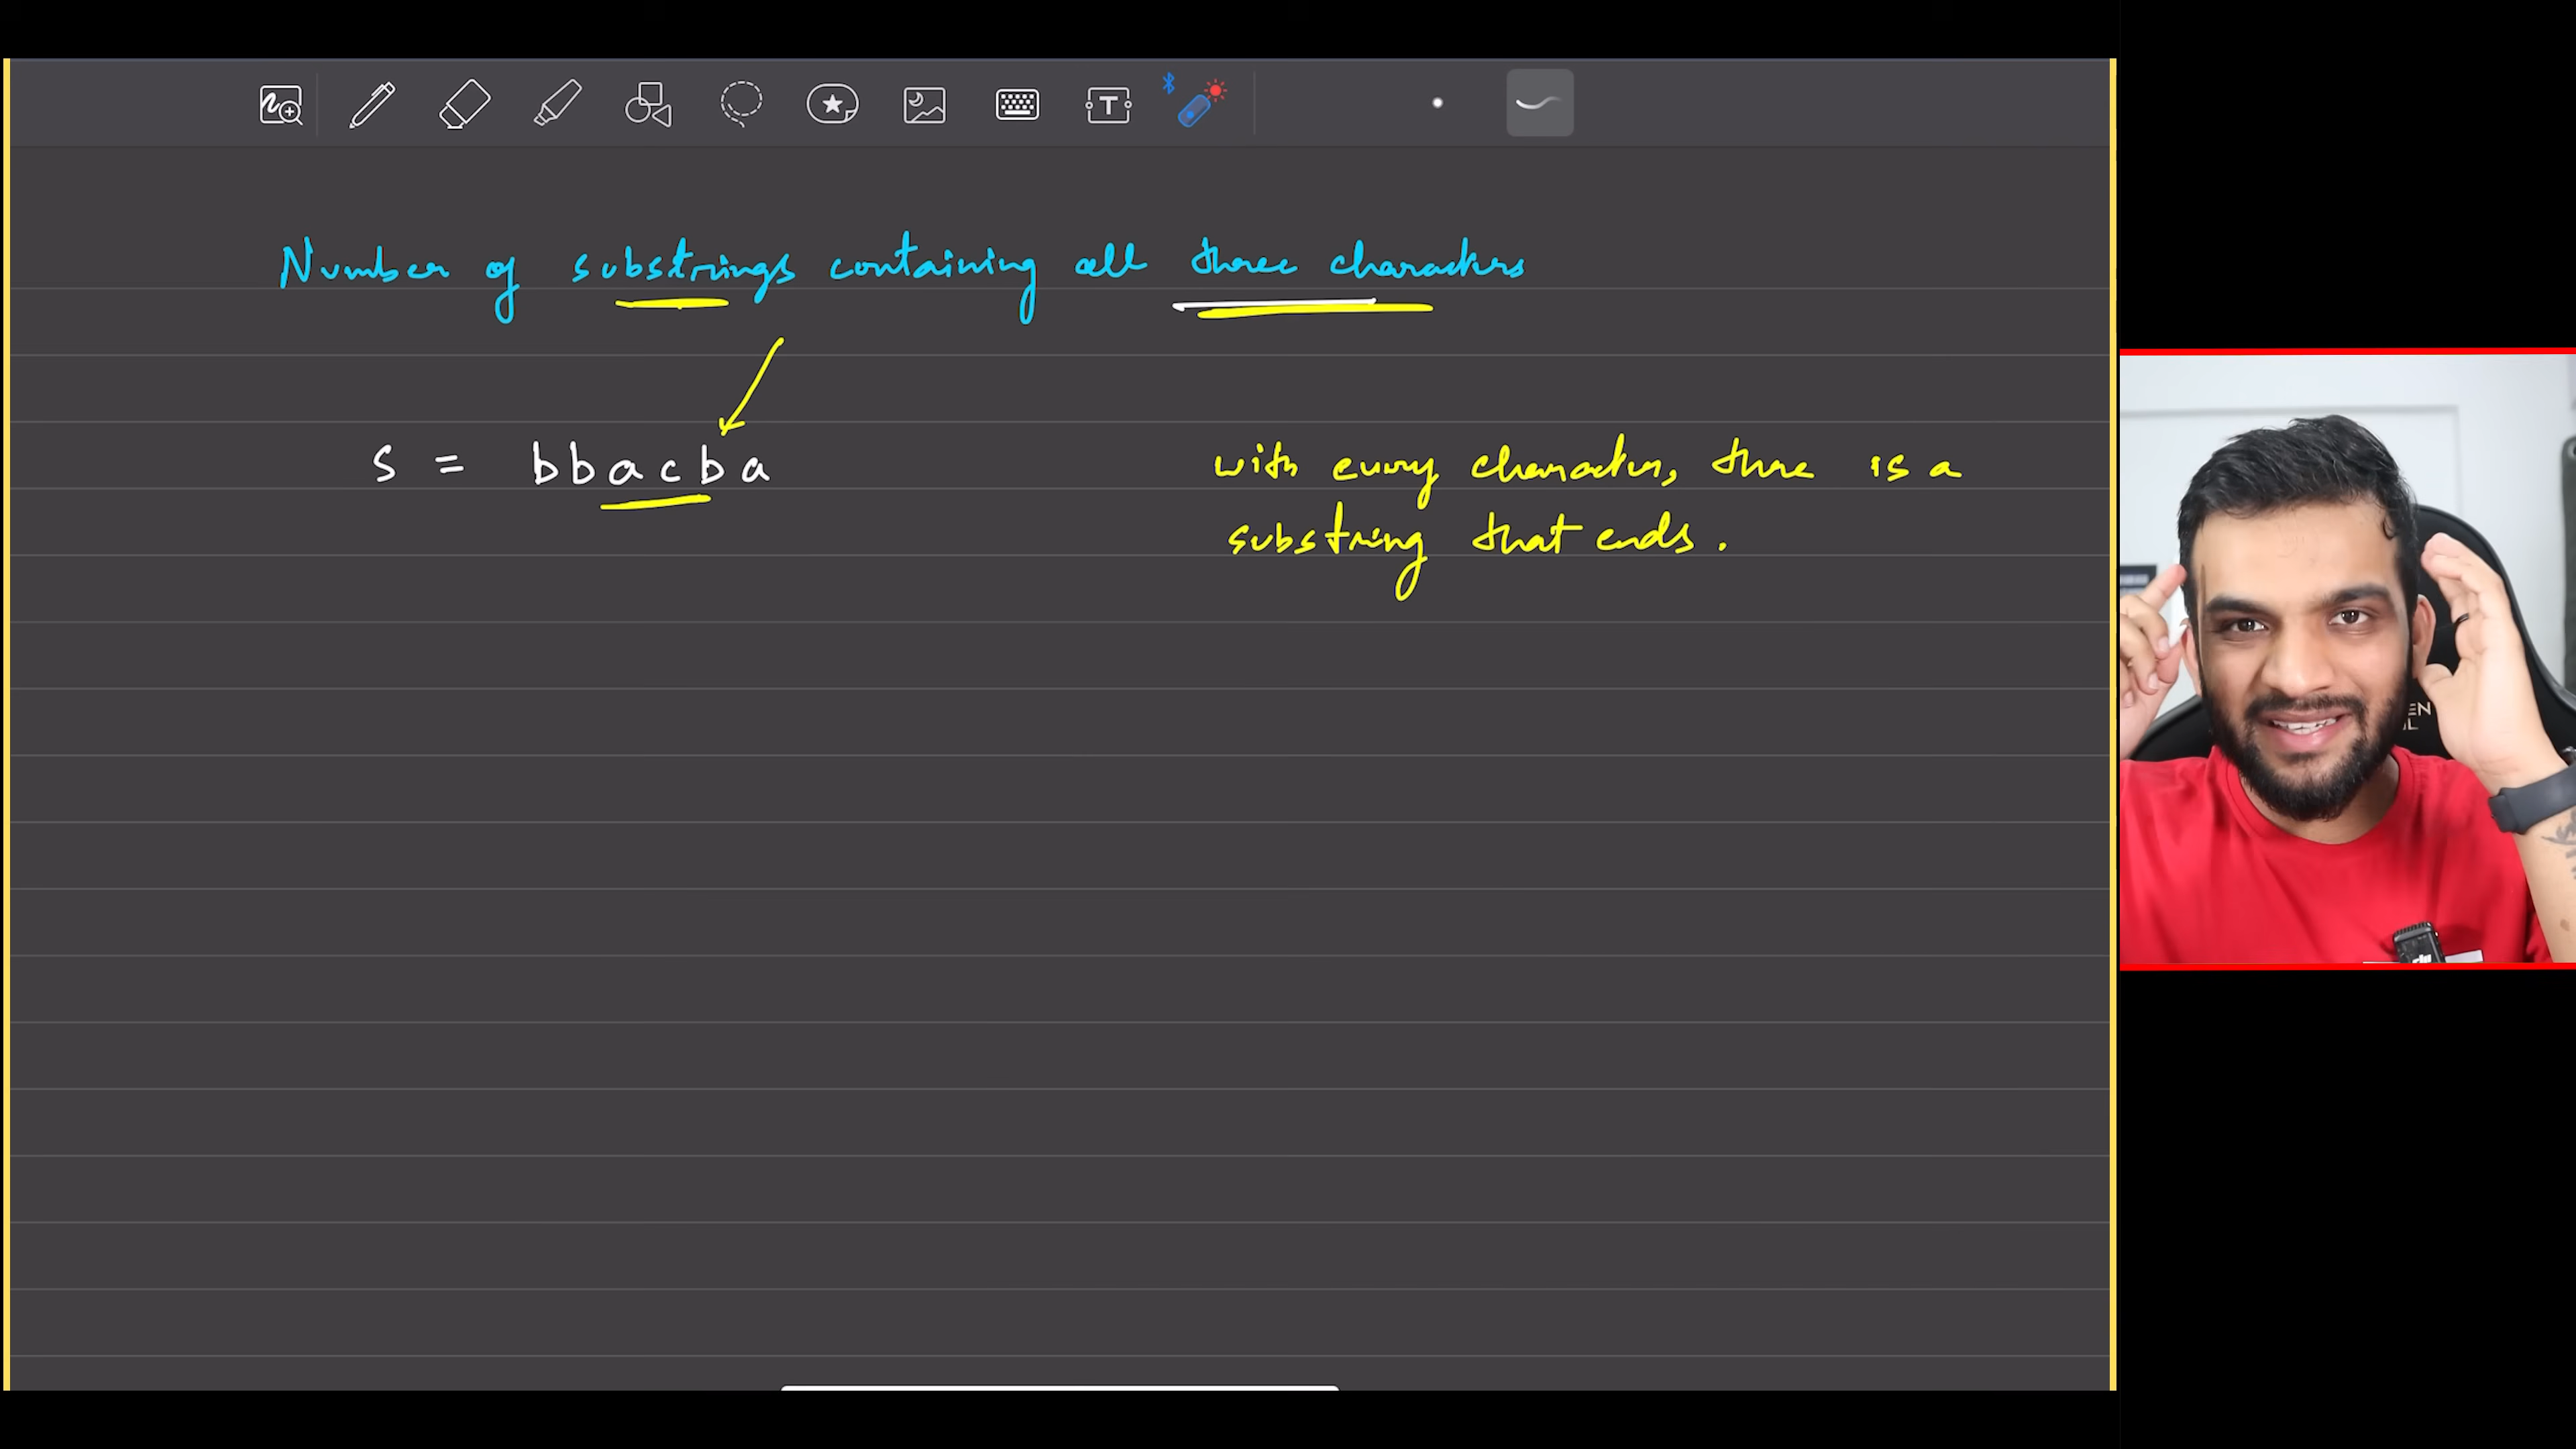 Number of substrings containing all three characters
s = bbacba
with every character, there is a
substring that ends.
T